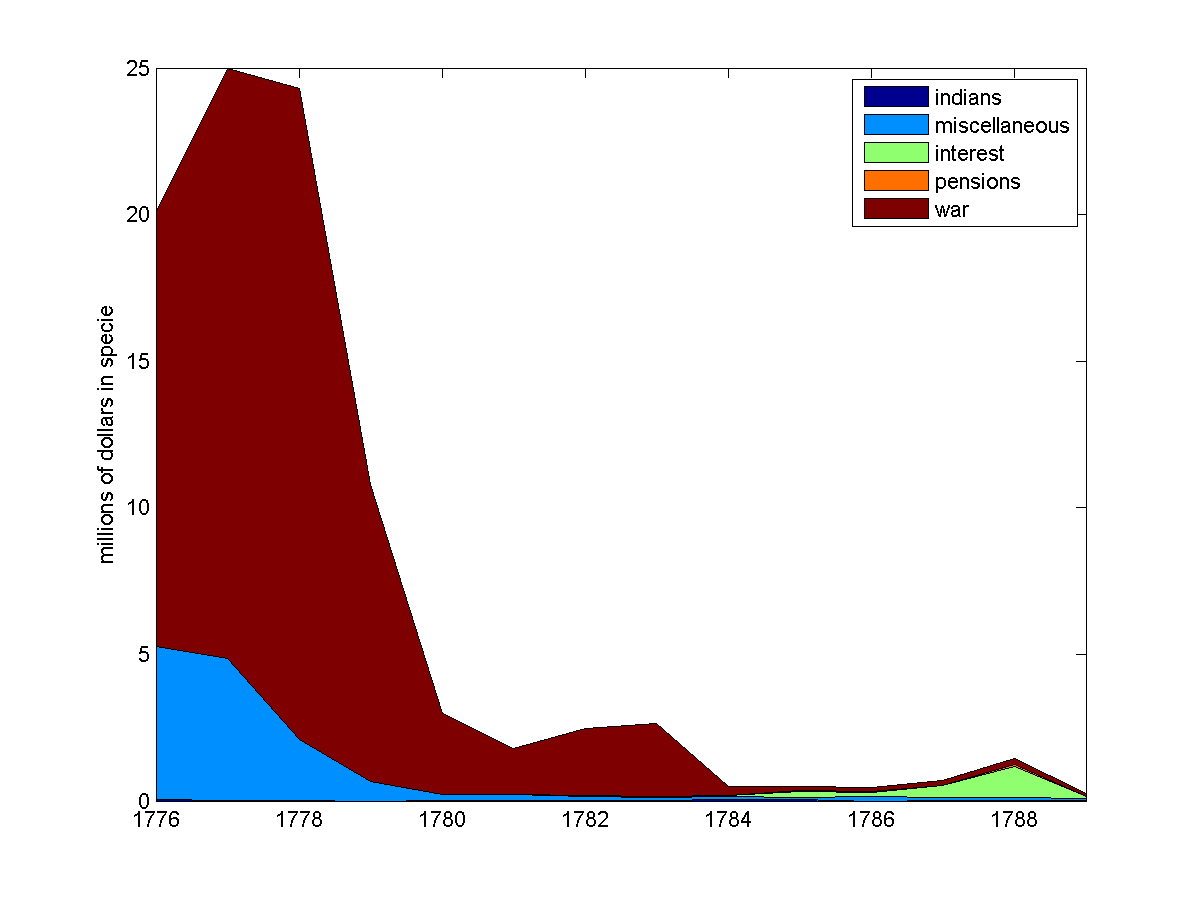 25
20
15
10
5
0
millions of dollars in specie
indians
miscellaneous
interest
pensions
war
1776 1778 1780 1782 1784 1786 1788